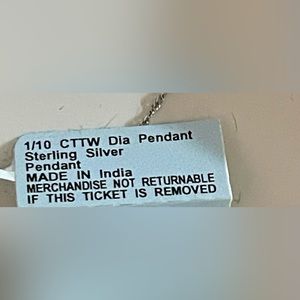 1/10 CTTW Dia Pendant
Sterling Silver
Pendant
MADE IN India
MERCHANDISE NOT RETURNABLE
IF THIS TICKET IS REMOVED